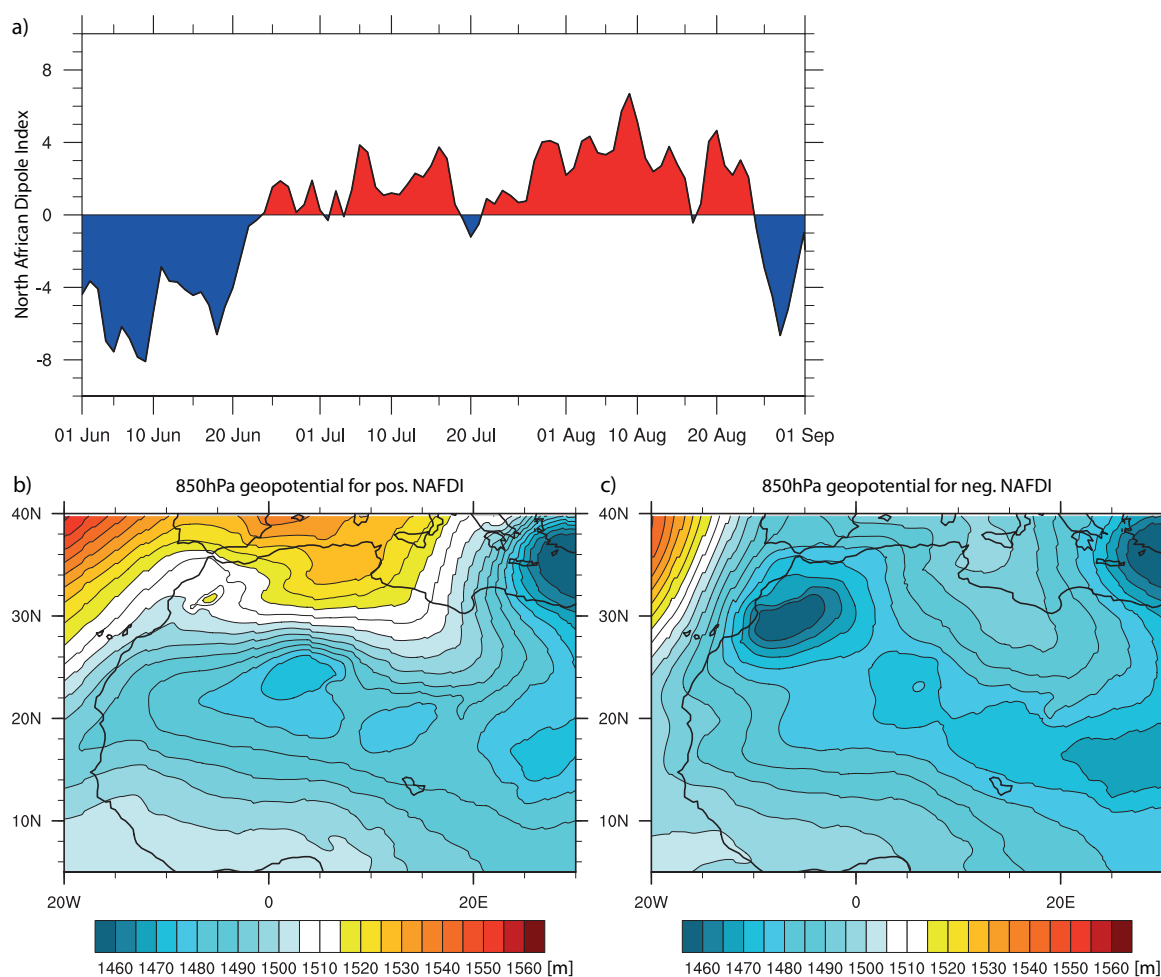 a)
North African Dipole Index
8
4
0
-4
-8
01 Jun 10 Jun 20 Jun 01 Jul 10 Jul 20 Jul 01 Aug 10 Aug 20 Aug 01 Sep
b) 850hPa geopotential for pos. NAFDI
40N
30N
20N
10N
20W 0 20E
1460 1470 1480 1490 1500 1510 1520 1530 1540 1550 1560 [m]
c) 850hPa geopotential for neg. NAFDI
40N
30N
20N
10N
20W 0 20E
1460 1470 1480 1490 1500 1510 1520 1530 1540 1550 1560 [m]